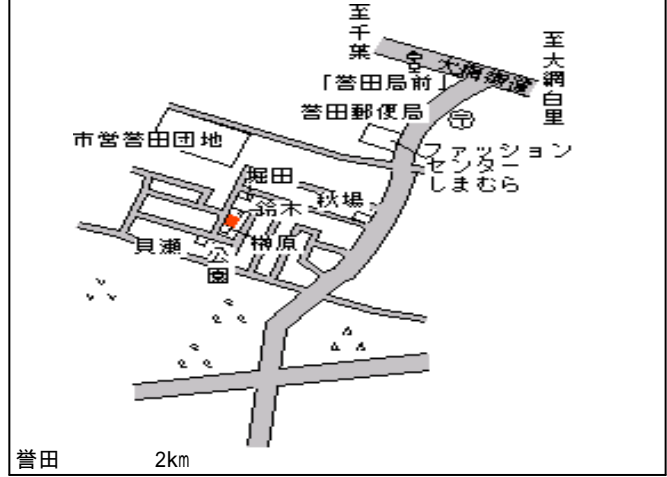 至千葉
至大網白里
大網街道
「誉田局前」
誉田郵便局
〒
ファッション
センター
しまむら
市営誉田団地
堀田
鈴木
秋場
榊原
貝瀬
公園
誉田 2km